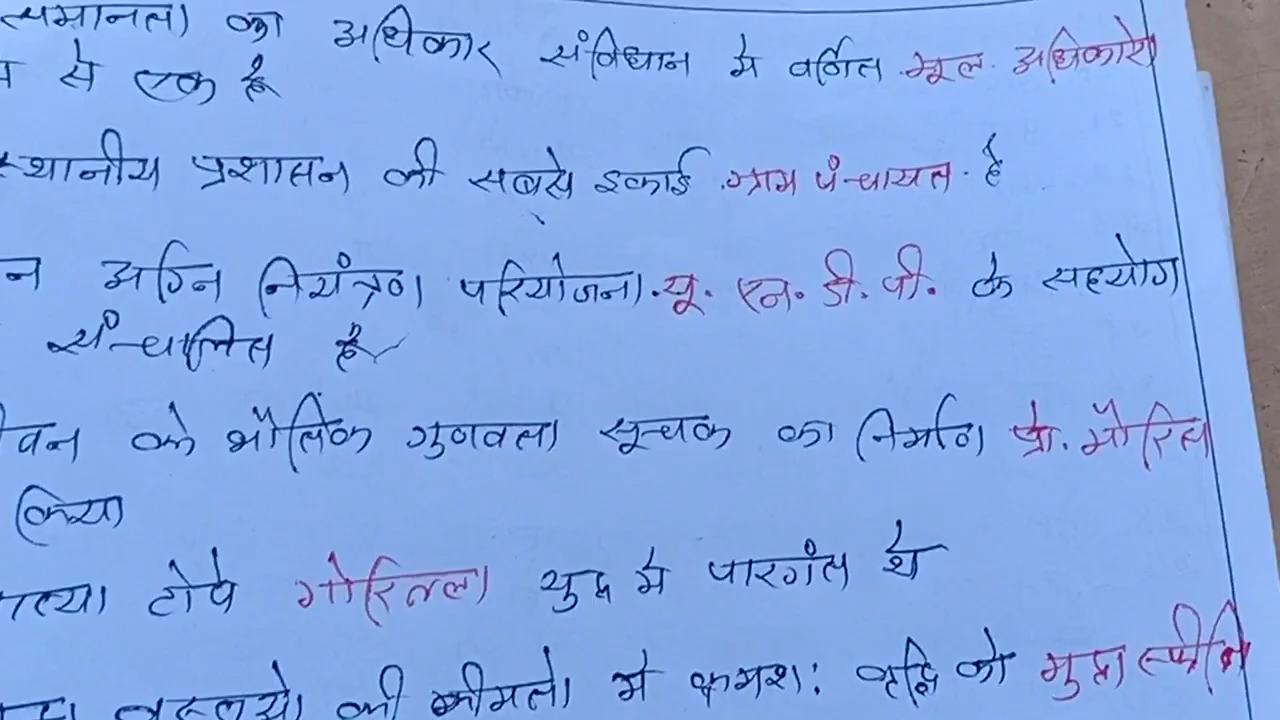 समानता का अधिकार संविधान मे वर्णित मूल अधिकारो
से एक है
स्थानीय प्रशासन की सबसे इकाई ग्राम पंचायत है
न अग्नि नियंत्रण परियोजना यू. एन. डी. पी. के सहयोग
संचालित है
वन को भौतिक गुणवता सूचक का निर्माण प्रो. मौरिस
किया
त्या टोपे गोरिल्ला युद्ध मे पारगंत थे
की कीमतो मे क्रमश: वृद्धि को मुद्रा स्फीति